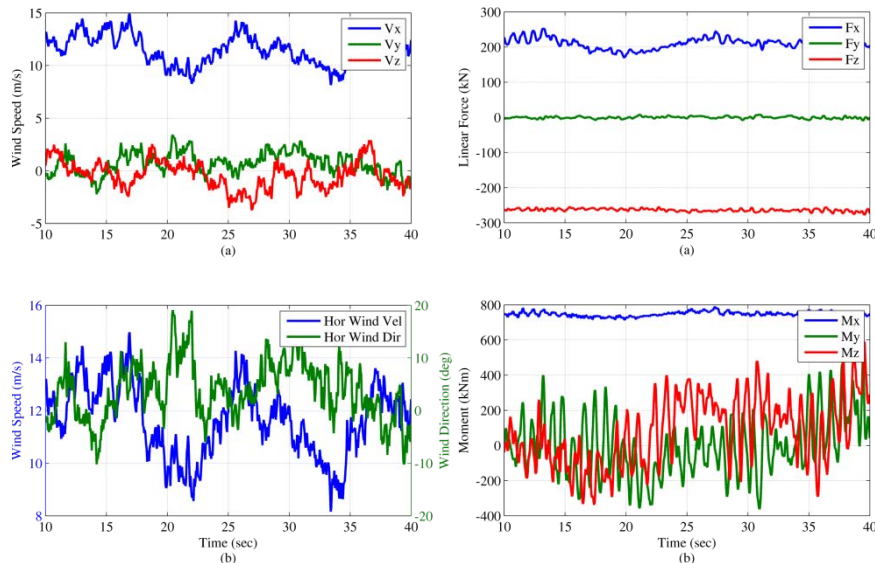 15
10
5
0
-5
Wind Speed (m/s)
Vx
Vy
Vz
10 15 20 25 30 35 40
(a)
300
200
100
0
-100
-200
-300
Linear Force (kN)
Fx
Fy
Fz
10 15 20 25 30 35 40
(a)
16
14
12
10
8
Wind Speed (m/s)
Hor Wind Vel
Hor Wind Dir
20
10
0
-10
-20
Wind Direction (deg)
10 15 20 25 30 35 40
Time (sec)
(b)
800
600
400
200
0
-200
-400
Moment (kNm)
Mx
My
Mz
10 15 20 25 30 35 40
Time (sec)
(b)